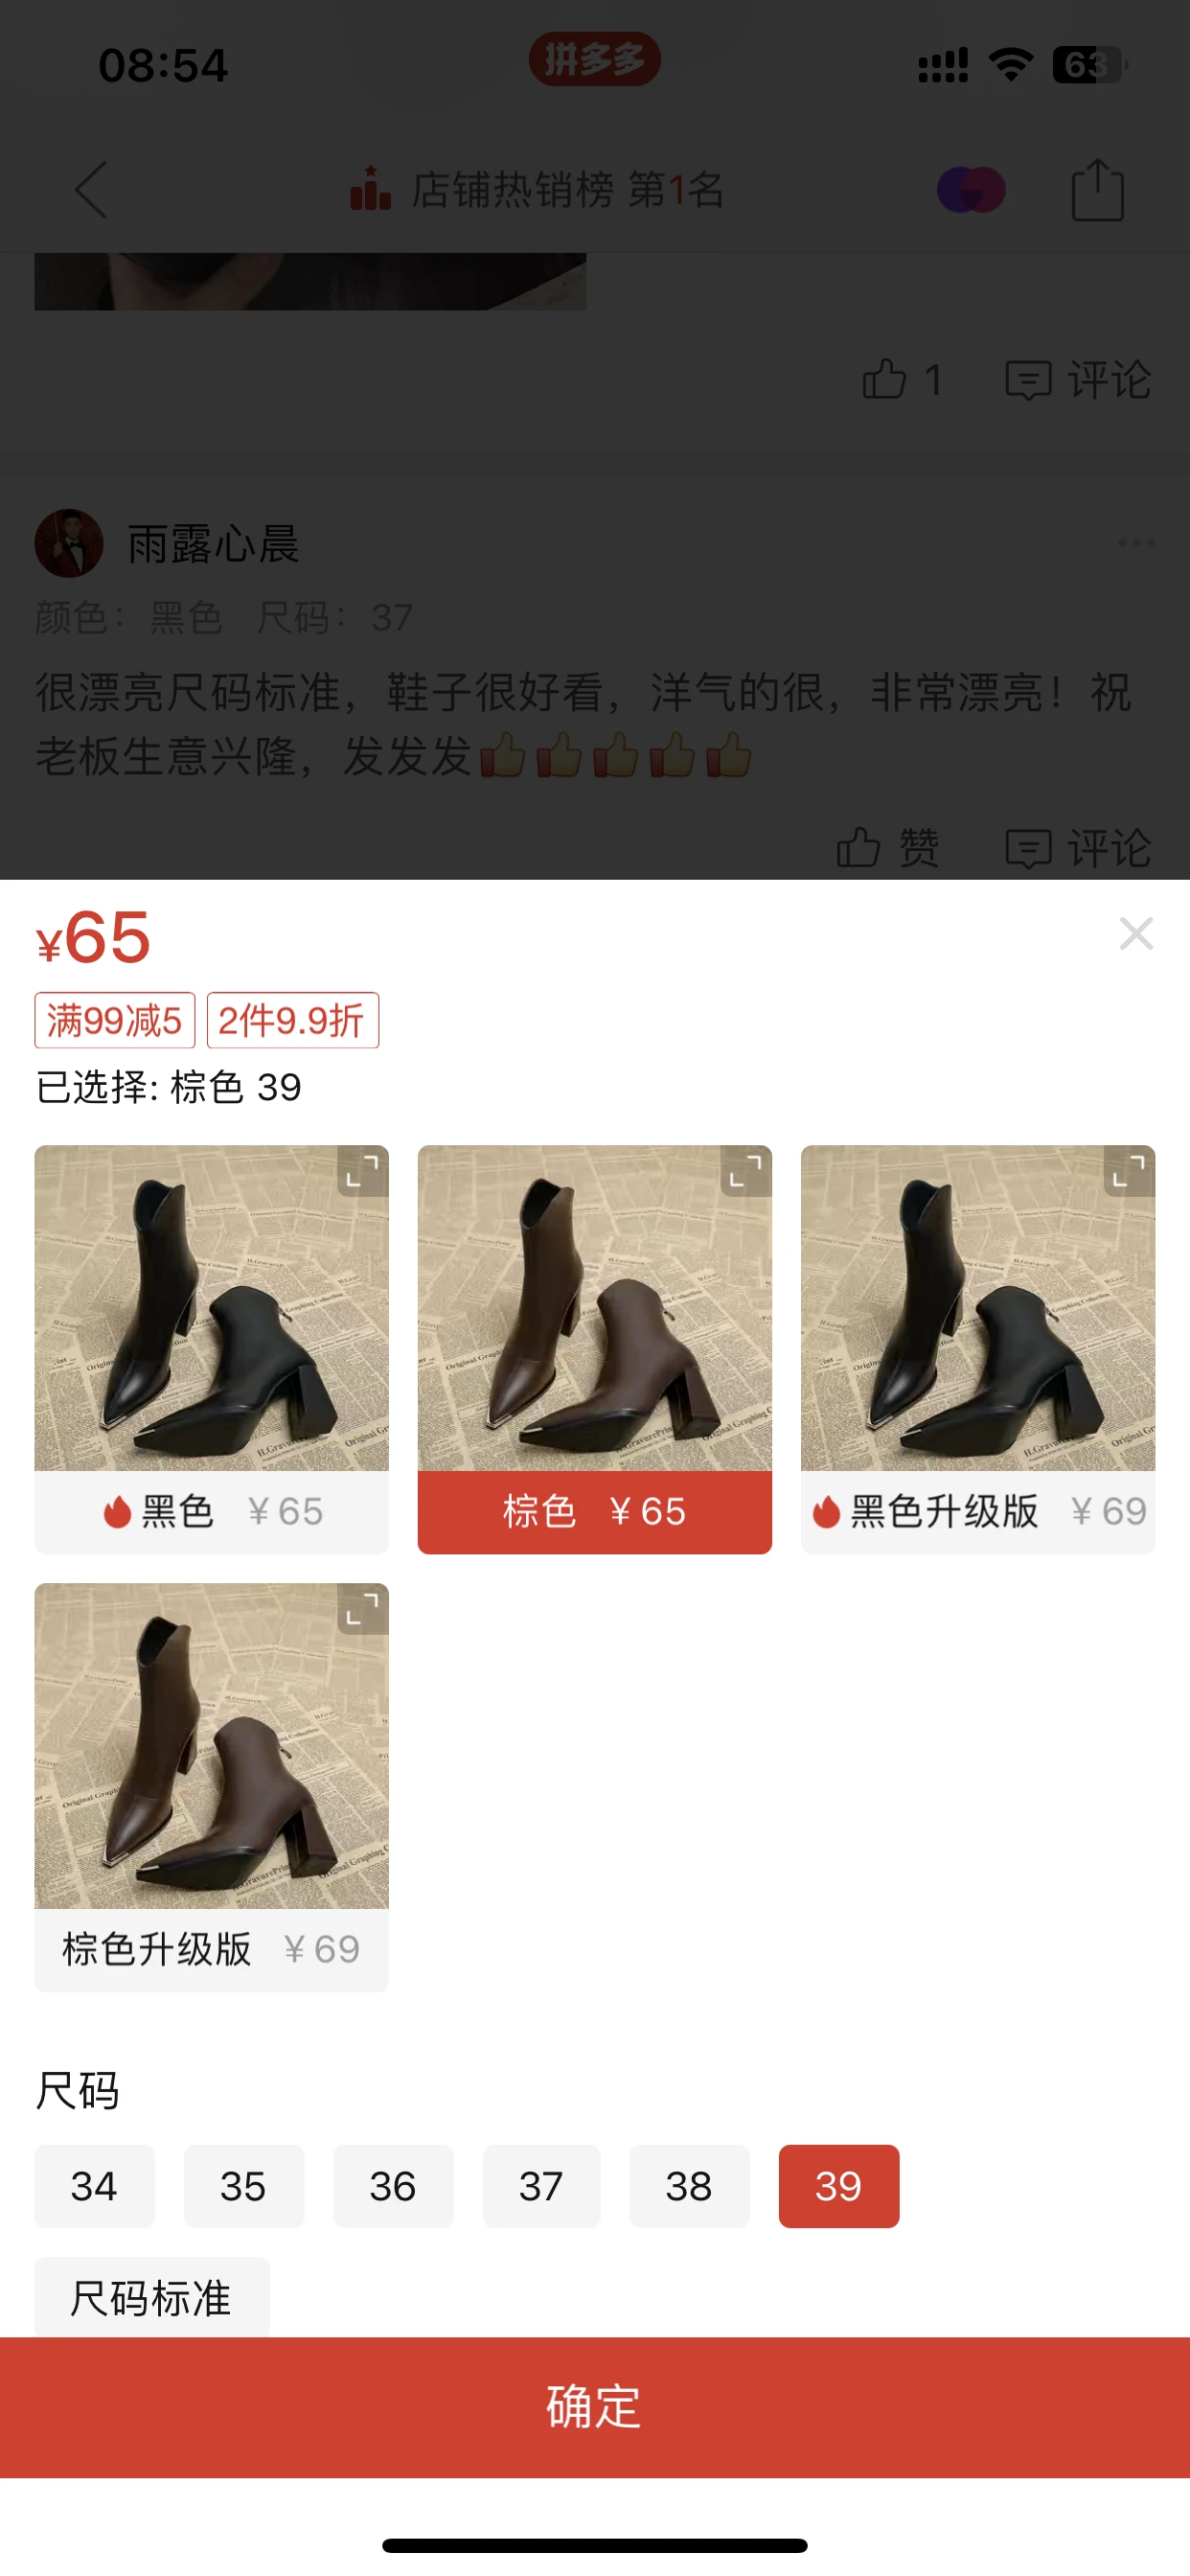 08:54
拼多多
63
店铺热销榜 第1名
1 评论
雨露心晨
颜色：黑色 尺码：37
很漂亮尺码标准，鞋子很好看，洋气的很，非常漂亮！祝
老板生意兴隆，发发发👍👍👍👍👍
赞 评论
¥65
满99减5 2件9.9折
已选择: 棕色 39
黑色 ¥65
棕色 ¥65
黑色升级版 ¥69
棕色升级版 ¥69
尺码
34 35 36 37 38 39
尺码标准
确定